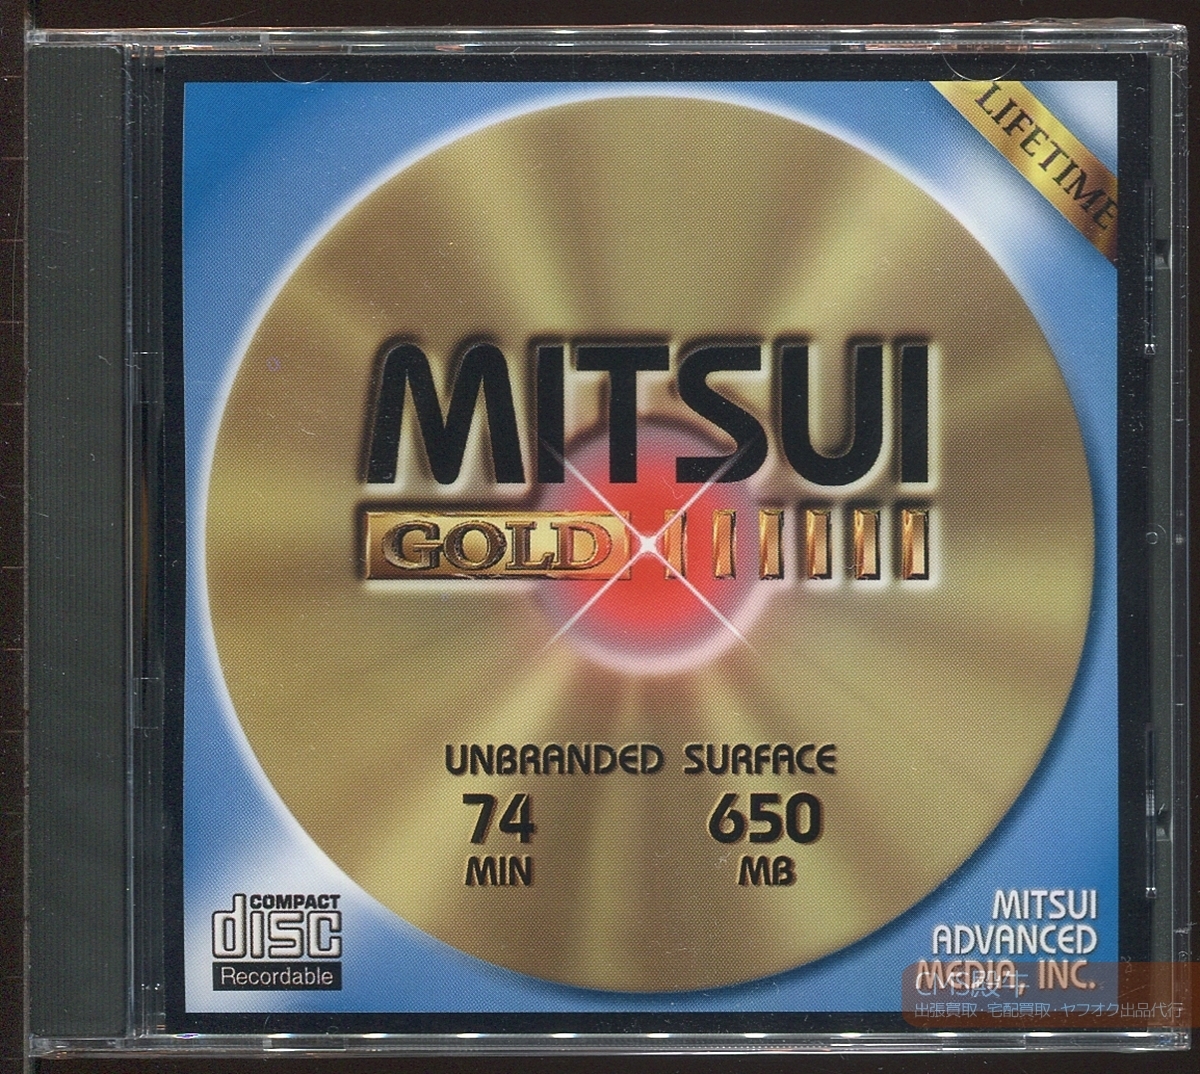 LIFETIME
MITSUI
GOLD
UNBRANDED SURFACE
74 650
MIN MB
COMPACT
disc
Recordable
MITSUI
ADVANCED
MEDIA, INC.
出張買取·宅配買取·ヤフオク出品代行